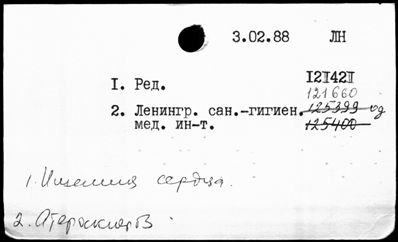 3.02.88 ЛН
I. Ред. I2I42I
121660
2. Ленингр. сан.-гигиен. 125399 од
мед. ин-т. 125400
1. Ишемия сердца.
2. Атеросклероз